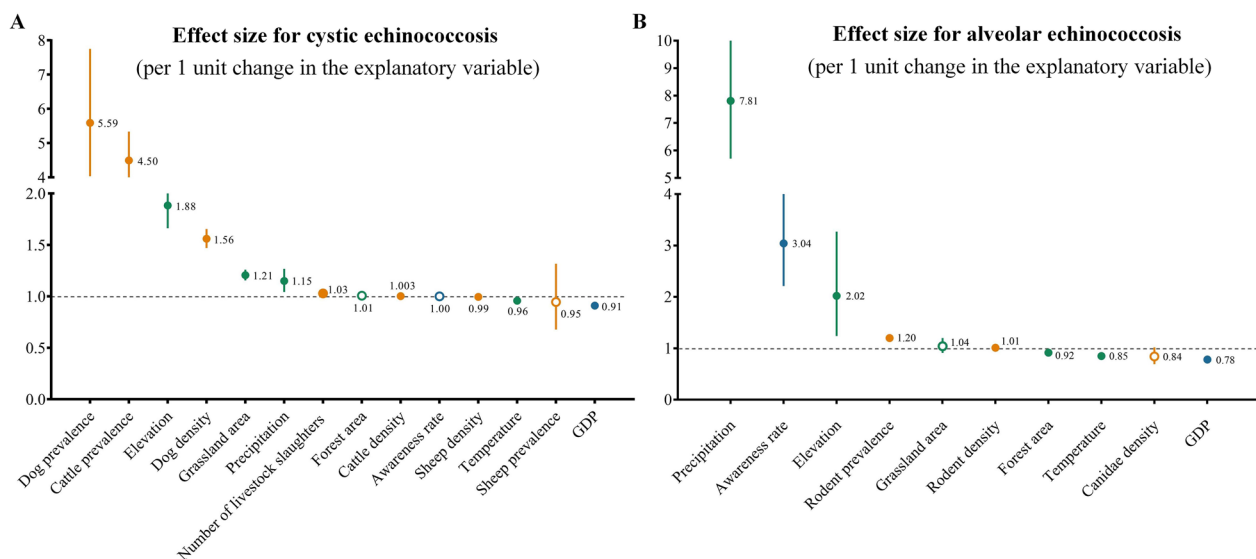 A
Effect size for cystic echinococcosis
(per 1 unit change in the explanatory variable)
8
7
6
5
4
2.0
1.5
1.0
0.5
0.0
5.59
4.50
1.88
1.56
1.21
1.15
1.03
1.01
1.003
1.00
0.99
0.96
0.95
0.91
Dog prevalence
Cattle prevalence
Elevation
Dog density
Grassland area
Precipitation
Number of livestock slaughters
Forest area
Cattle density
Awareness rate
Sheep density
Temperature
Sheep prevalence
GDP
B
Effect size for alveolar echinococcosis
(per 1 unit change in the explanatory variable)
10
9
8
7
6
5
4
3
2
1
0
7.81
3.04
2.02
1.20
1.04
1.01
0.92
0.85
0.84
0.78
Precipitation
Awareness rate
Elevation
Rodent prevalence
Grassland area
Rodent density
Forest area
Temperature
Canidae density
GDP